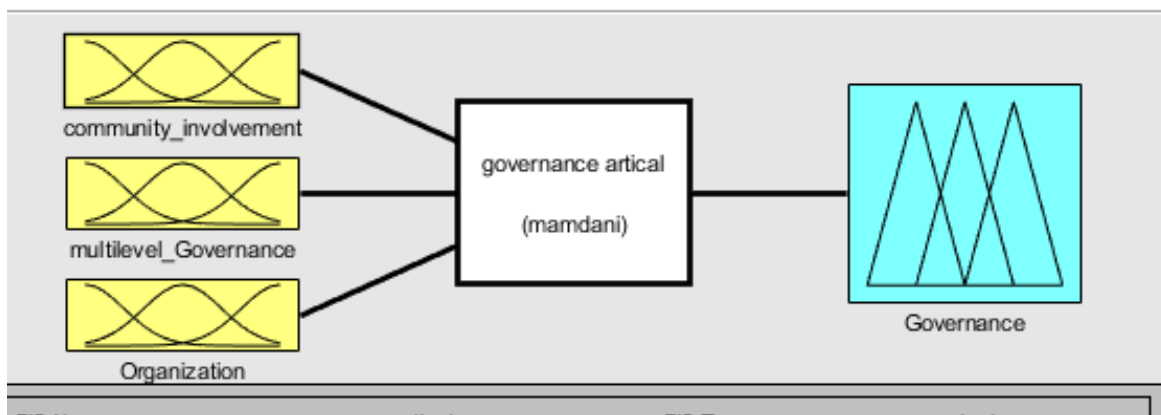 community_involvement
multilevel_Governance
Organization
governance artical
(mamdani)
Governance